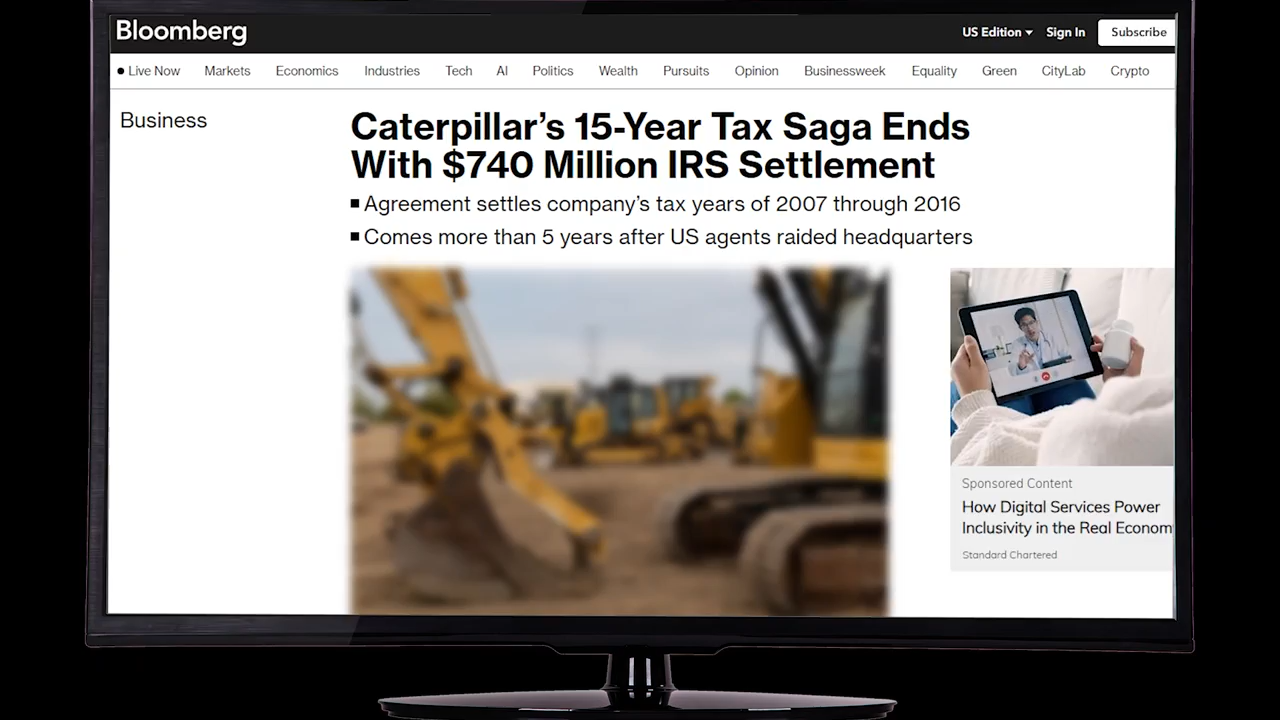 Bloomberg
US Edition
Sign In
Subscribe
Live Now
Markets
Economics
Industries
Tech
AI
Politics
Wealth
Pursuits
Opinion
Businessweek
Equality
Green
CityLab
Crypto
Business
Caterpillar's 15-Year Tax Saga Ends
With $740 Million IRS Settlement
Agreement settles company's tax years of 2007 through 2016
Comes more than 5 years after US agents raided headquarters
Sponsored Content
How Digital Services Power
Inclusivity in the Real Econom
Standard Chartered